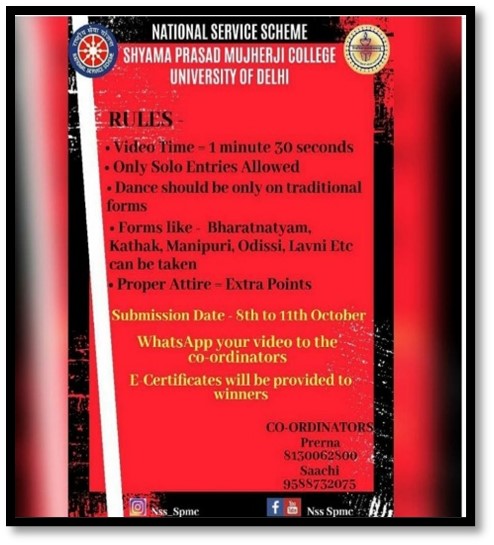 NATIONAL SERVICE SCHEME
SHYAMA PRASAD MUJHERJI COLLEGE
UNIVERSITY OF DELHI
RULES -
• Video Time = 1 minute 30 seconds
• Only Solo Entries Allowed
• Dance should be only on traditional
forms
• Forms like - Bharatnatyam,
Kathak, Manipuri, Odissi, Lavni Etc
can be taken
• Proper Attire = Extra Points
Submission Date - 8th to 11th October
WhatsApp your video to the
co-ordinators
E-Certificates will be provided to
winners
CO-ORDINATORS
Prerna
8130062800
Saachi
9588732075
Nss_Spmc
Nss Spmc